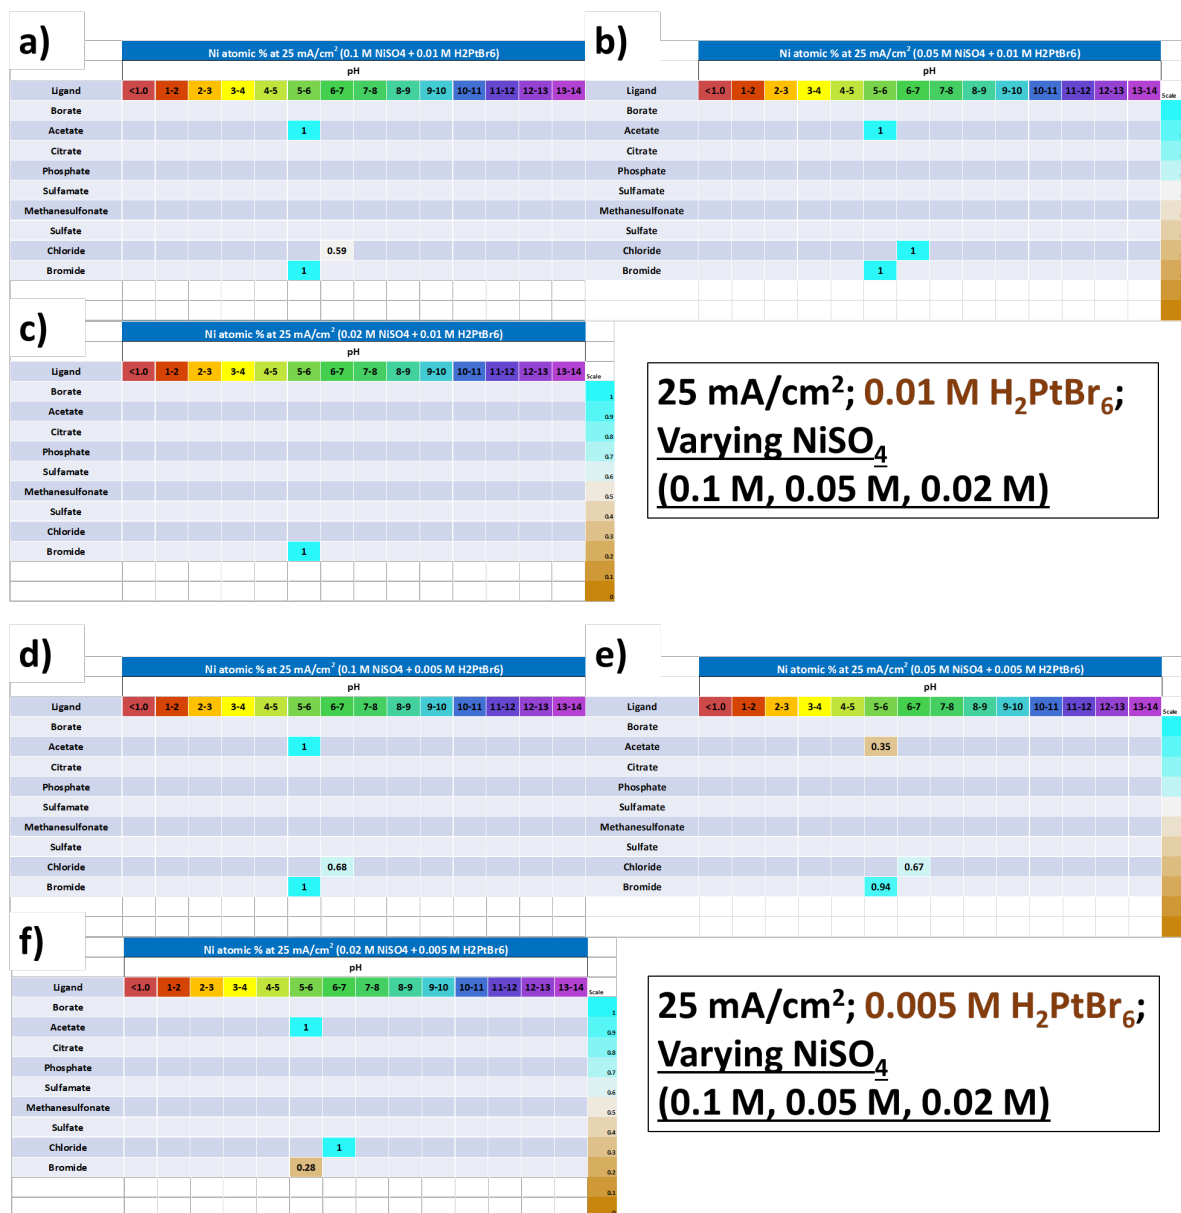 a)
Ni atomic % at 25 mA/cm2 (0.1 M NiSO4 + 0.01 M H2PtBr6)
pH
Ligand <1.0 1-2 2-3 3-4 4-5 5-6 6-7 7-8 8-9 9-10 10-11 11-12 12-13 13-14
Borate
Acetate 1
Citrate
Phosphate
Sulfamate
Methanesulfonate
Sulfate
Chloride 0.59
Bromide 1
b)
Ni atomic % at 25 mA/cm2 (0.05 M NiSO4 + 0.01 M H2PtBr6)
pH
Ligand <1.0 1-2 2-3 3-4 4-5 5-6 6-7 7-8 8-9 9-10 10-11 11-12 12-13 13-14 Scale
Borate
Acetate 1
Citrate
Phosphate
Sulfamate
Methanesulfonate
Sulfate
Chloride 1
Bromide 1
c)
Ni atomic % at 25 mA/cm2 (0.02 M NiSO4 + 0.01 M H2PtBr6)
pH
Ligand <1.0 1-2 2-3 3-4 4-5 5-6 6-7 7-8 8-9 9-10 10-11 11-12 12-13 13-14 Scale
Borate 1
Acetate 0.9
Citrate 0.8
Phosphate 0.7
Sulfamate 0.6
Methanesulfonate 0.5
Sulfate 0.4
Chloride 0.3
Bromide 1 0.2
0.1
0
25 mA/cm2; 0.01 M H2PtBr6;
Varying NiSO4
(0.1 M, 0.05 M, 0.02 M)
d)
Ni atomic % at 25 mA/cm2 (0.1 M NiSO4 + 0.005 M H2PtBr6)
pH
Ligand <1.0 1-2 2-3 3-4 4-5 5-6 6-7 7-8 8-9 9-10 10-11 11-12 12-13 13-14
Borate
Acetate 1
Citrate
Phosphate
Sulfamate
Methanesulfonate
Sulfate
Chloride 0.68
Bromide 1
e)
Ni atomic % at 25 mA/cm2 (0.05 M NiSO4 + 0.005 M H2PtBr6)
pH
Ligand <1.0 1-2 2-3 3-4 4-5 5-6 6-7 7-8 8-9 9-10 10-11 11-12 12-13 13-14 Scale
Borate
Acetate 0.35
Citrate
Phosphate
Sulfamate
Methanesulfonate
Sulfate
Chloride 0.67
Bromide 0.94
f)
Ni atomic % at 25 mA/cm2 (0.02 M NiSO4 + 0.005 M H2PtBr6)
pH
Ligand <1.0 1-2 2-3 3-4 4-5 5-6 6-7 7-8 8-9 9-10 10-11 11-12 12-13 13-14 Scale
Borate 1
Acetate 1 0.9
Citrate 0.8
Phosphate 0.7
Sulfamate 0.6
Methanesulfonate 0.5
Sulfate 0.4
Chloride 1 0.3
Bromide 0.28 0.2
0.1
0
25 mA/cm2; 0.005 M H2PtBr6;
Varying NiSO4
(0.1 M, 0.05 M, 0.02 M)